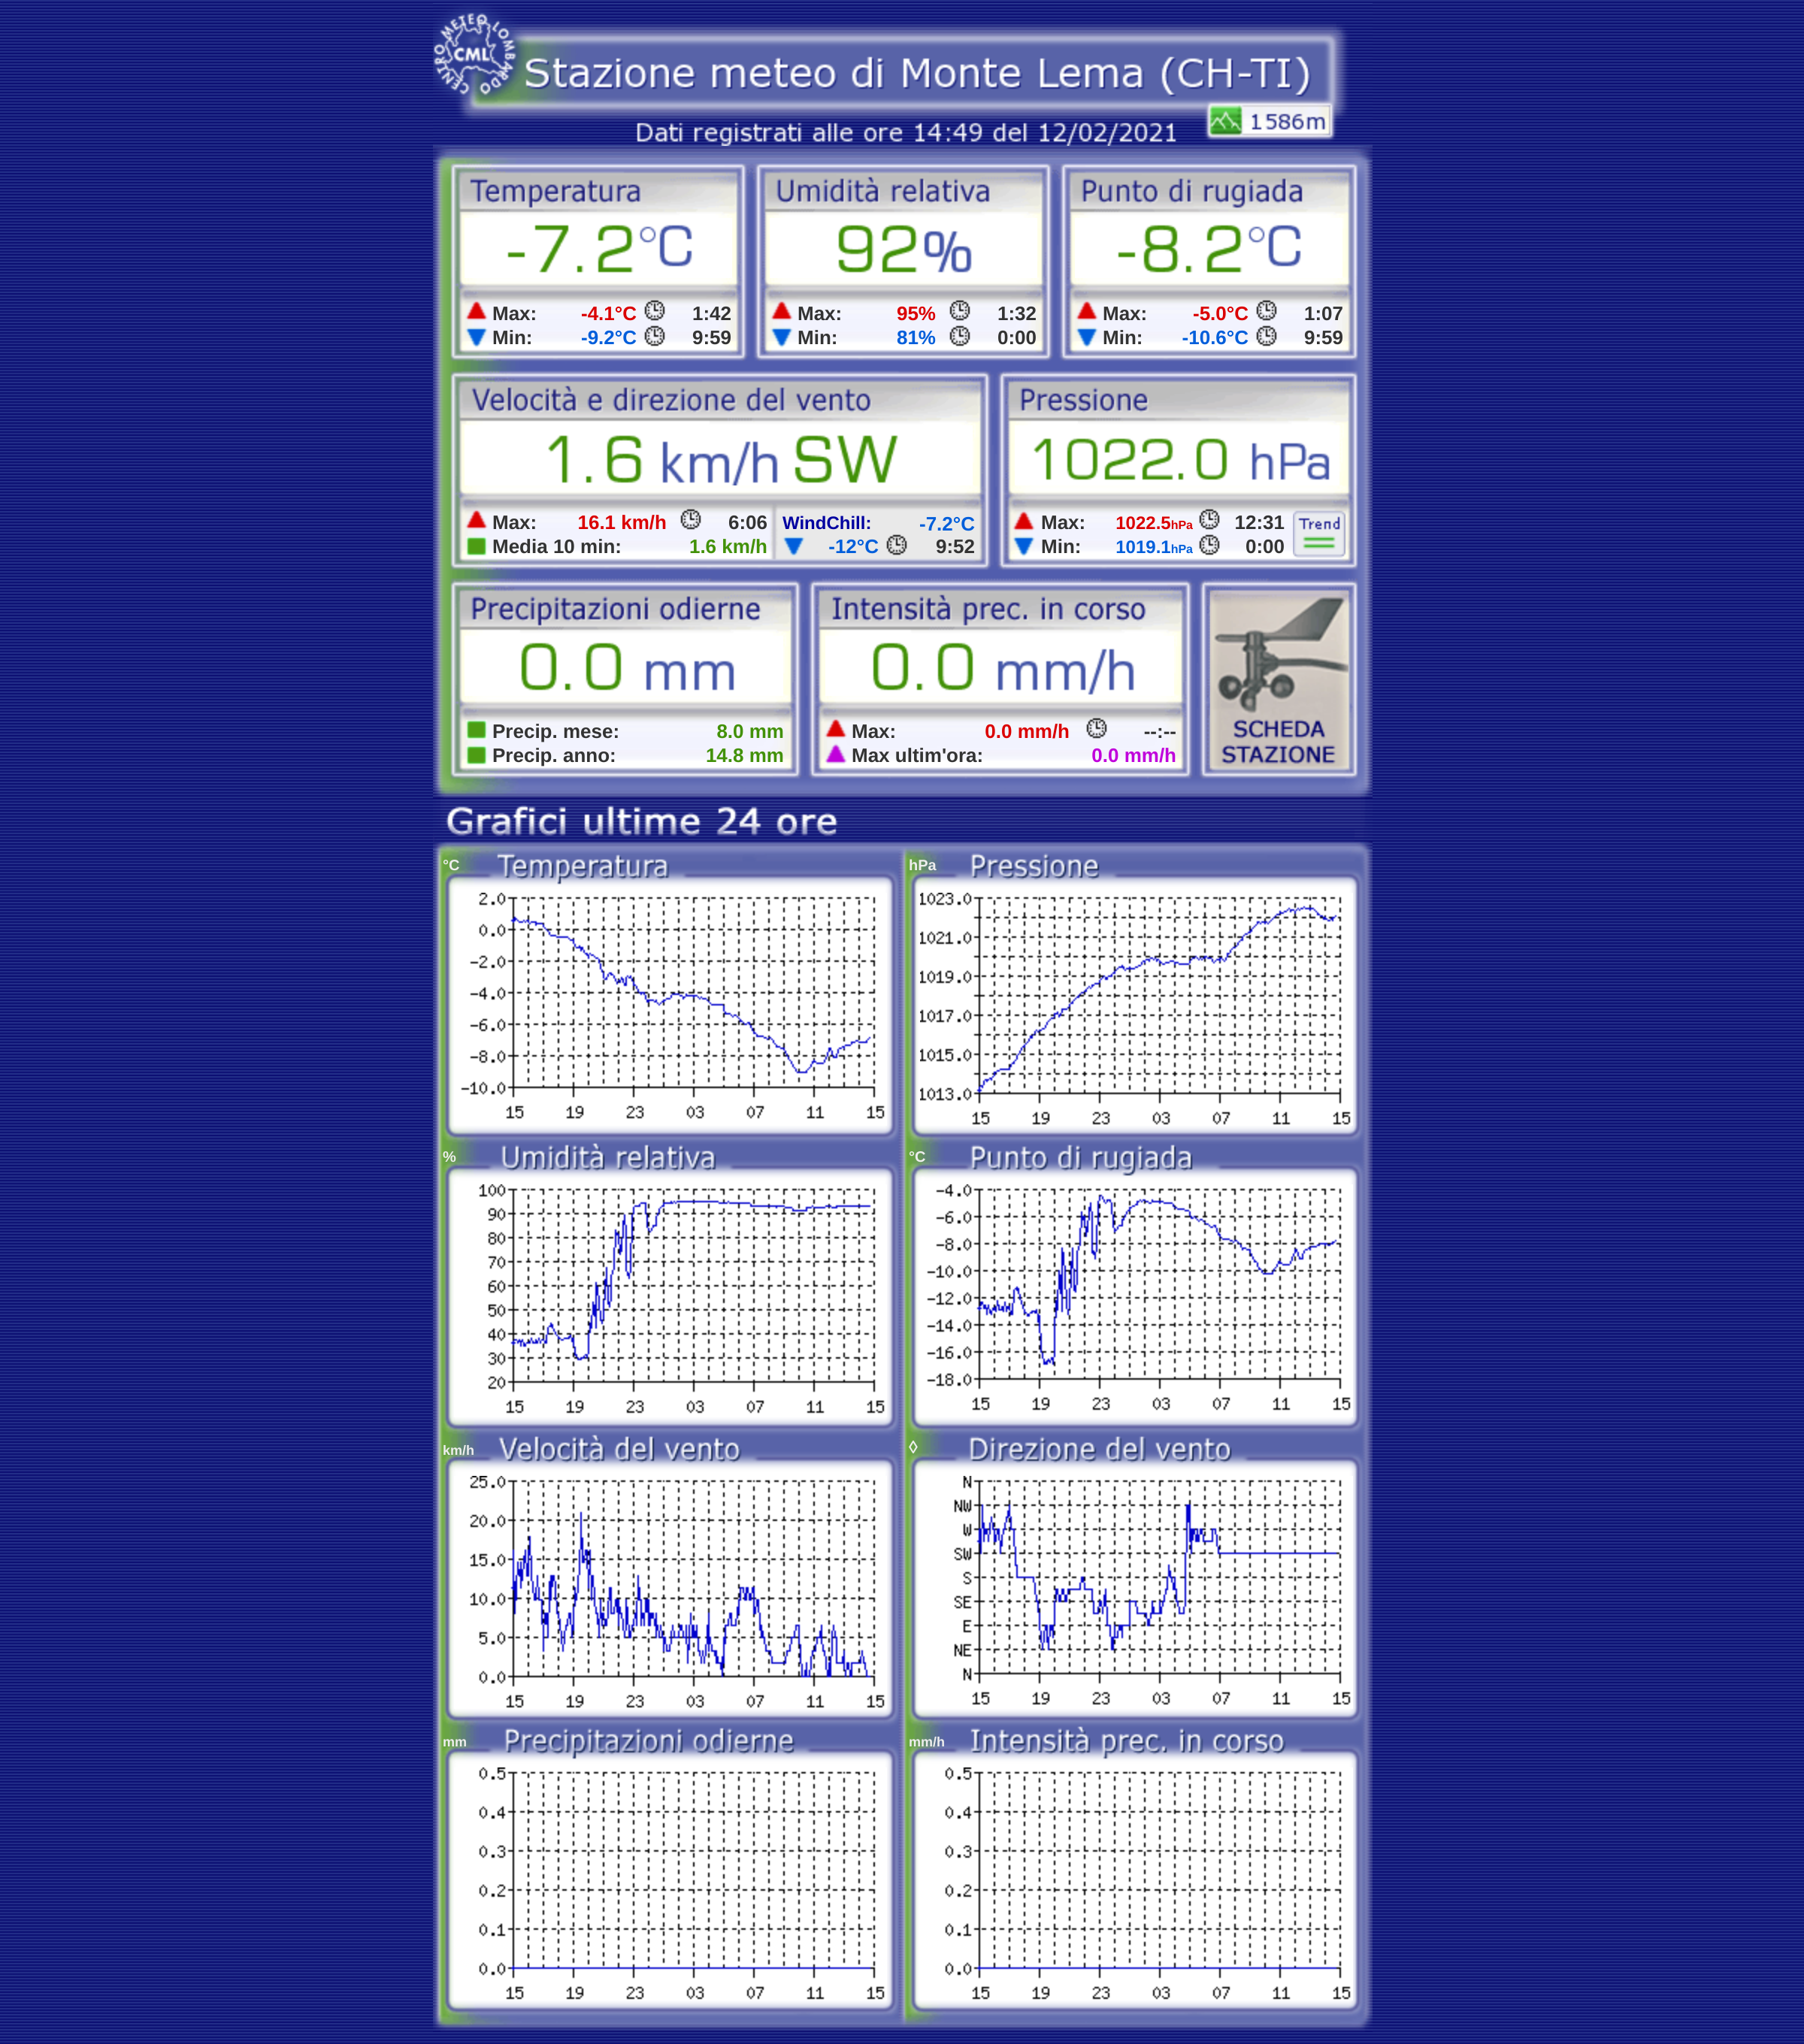 CENTRO METEO LOMBARDO
CML
Stazione meteo di Monte Lema (CH-TI)
1586m
Dati registrati alle ore 14:49 del 12/02/2021
Temperatura
-7.2°C
Max: -4.1°C 1:42
Min: -9.2°C 9:59
Umidità relativa
92%
Max: 95% 1:32
Min: 81% 0:00
Punto di rugiada
-8.2°C
Max: -5.0°C 1:07
Min: -10.6°C 9:59
Velocità e direzione del vento
1.6 km/h SW
Max: 16.1 km/h 6:06
Media 10 min: 1.6 km/h
WindChill: -7.2°C
-12°C 9:52
Pressione
1022.0 hPa
Max: 1022.5hPa 12:31
Min: 1019.1hPa 0:00
Trend
Precipitazioni odierne
0.0 mm
Precip. mese: 8.0 mm
Precip. anno: 14.8 mm
Intensità prec. in corso
0.0 mm/h
Max: 0.0 mm/h --:--
Max ultim'ora: 0.0 mm/h
SCHEDA
STAZIONE
Grafici ultime 24 ore
°C Temperatura
2.0
0.0
-2.0
-4.0
-6.0
-8.0
-10.0
15 19 23 03 07 11 15
hPa Pressione
1023.0
1021.0
1019.0
1017.0
1015.0
1013.0
15 19 23 03 07 11 15
% Umidità relativa
100
90
80
70
60
50
40
30
20
15 19 23 03 07 11 15
°C Punto di rugiada
-4.0
-6.0
-8.0
-10.0
-12.0
-14.0
-16.0
-18.0
15 19 23 03 07 11 15
km/h Velocità del vento
25.0
20.0
15.0
10.0
5.0
0.0
15 19 23 03 07 11 15
◊ Direzione del vento
N
NW
W
SW
S
SE
E
NE
N
15 19 23 03 07 11 15
mm Precipitazioni odierne
0.5
0.4
0.3
0.2
0.1
0.0
15 19 23 03 07 11 15
mm/h Intensità prec. in corso
0.5
0.4
0.3
0.2
0.1
0.0
15 19 23 03 07 11 15